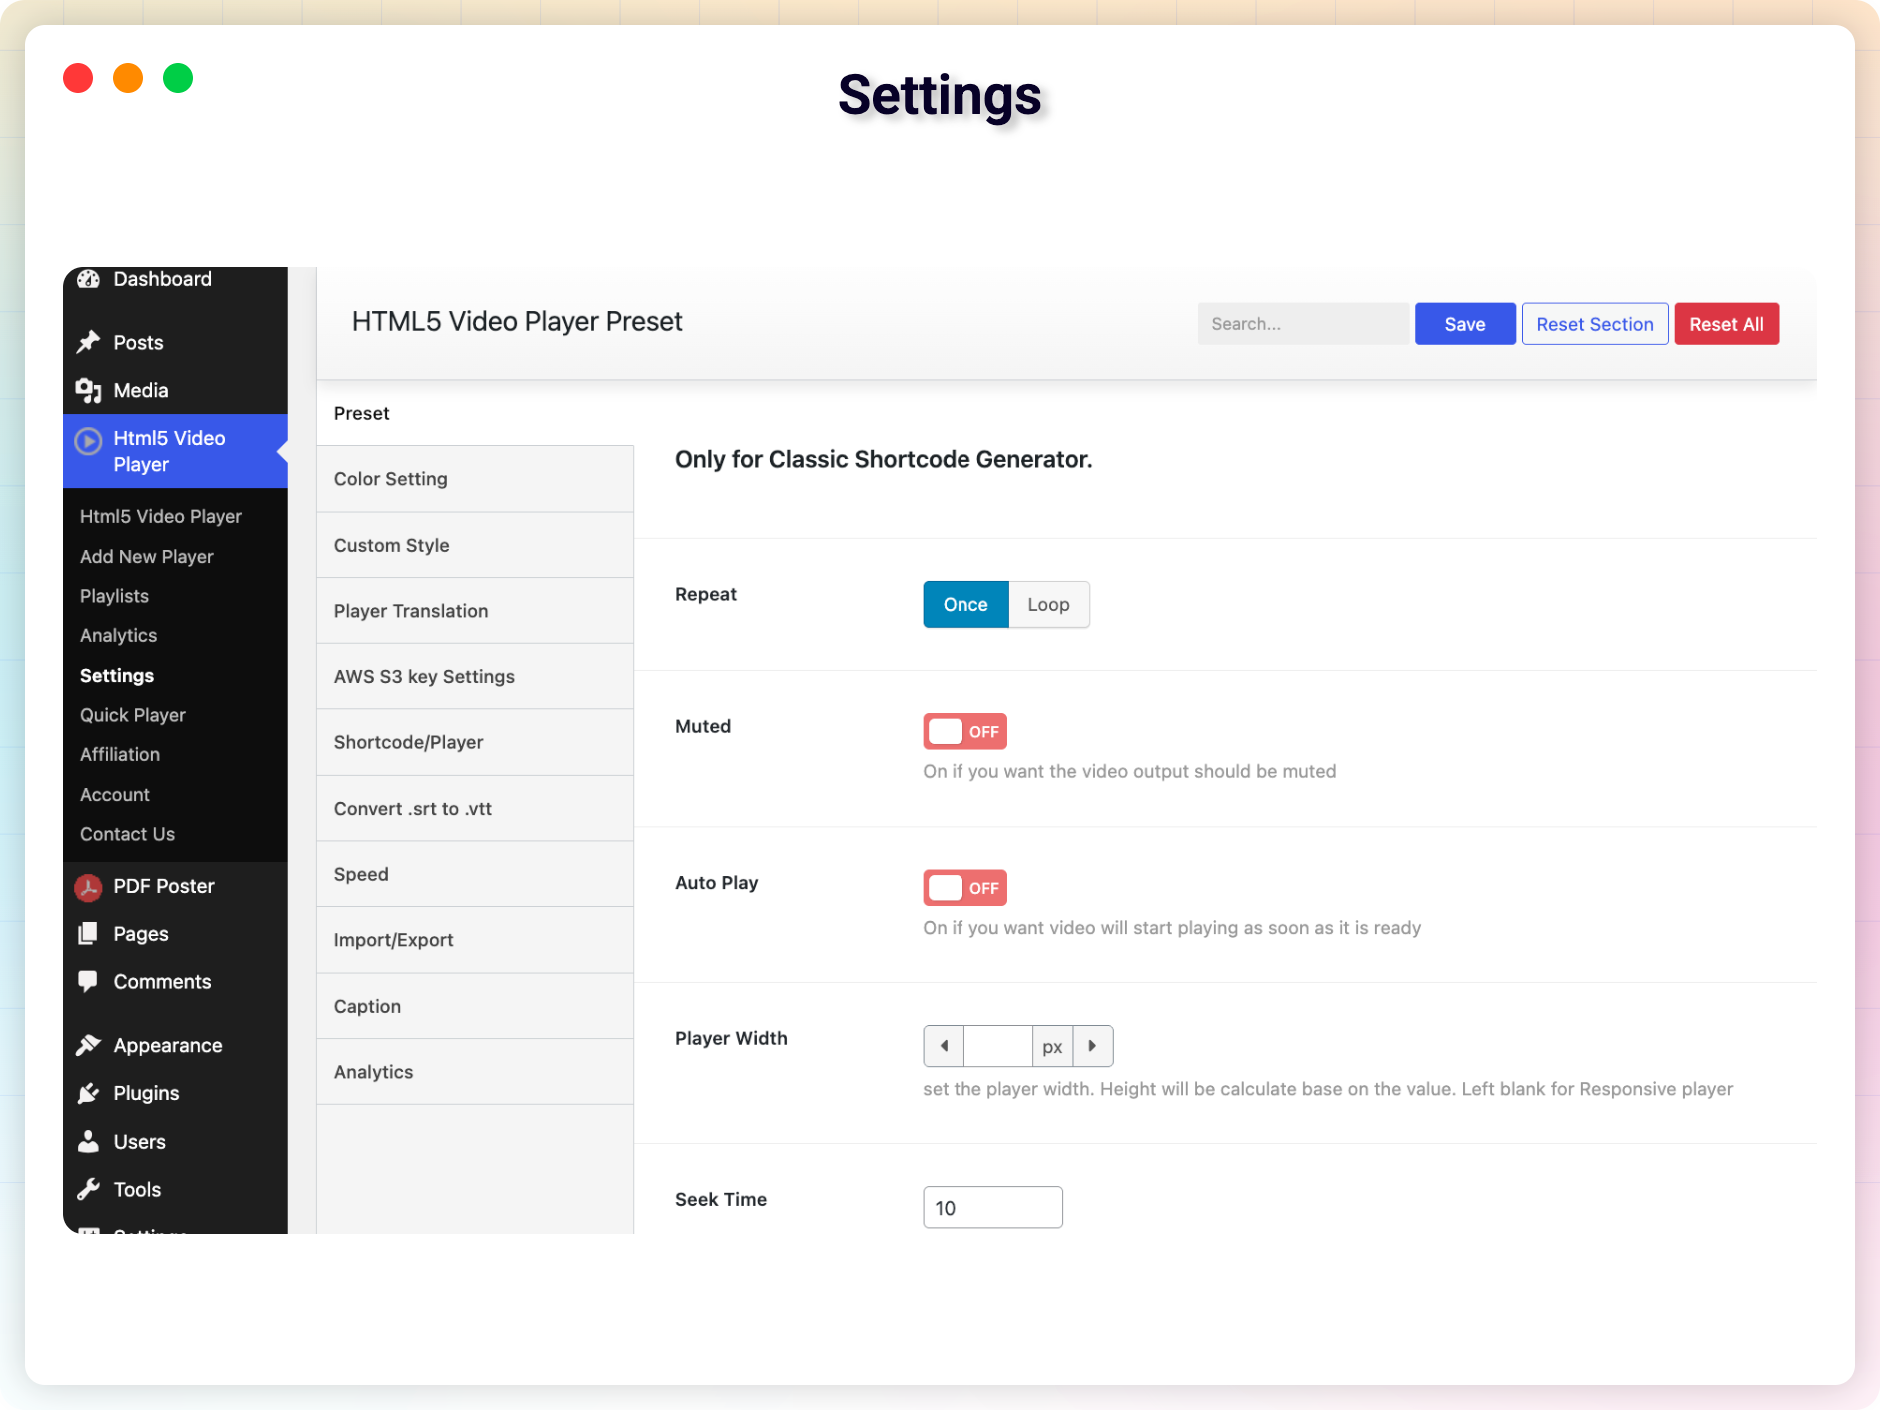 Settings
Dashboard
Posts
Media
Html5 Video
Player
Html5 Video Player
Add New Player
Playlists
Analytics
Settings
Quick Player
Affiliation
Account
Contact Us
PDF Poster
Pages
Comments
Appearance
Plugins
Users
Tools
Settings
HTML5 Video Player Preset
Search...
Save
Reset Section
Reset All
Preset
Color Setting
Custom Style
Player Translation
AWS S3 key Settings
Shortcode/Player
Convert .srt to .vtt
Speed
Import/Export
Caption
Analytics
Only for Classic Shortcode Generator.
Repeat
Once
Loop
Muted
OFF
On if you want the video output should be muted
Auto Play
OFF
On if you want video will start playing as soon as it is ready
Player Width
px
set the player width. Height will be calculate base on the value. Left blank for Responsive player
Seek Time
10